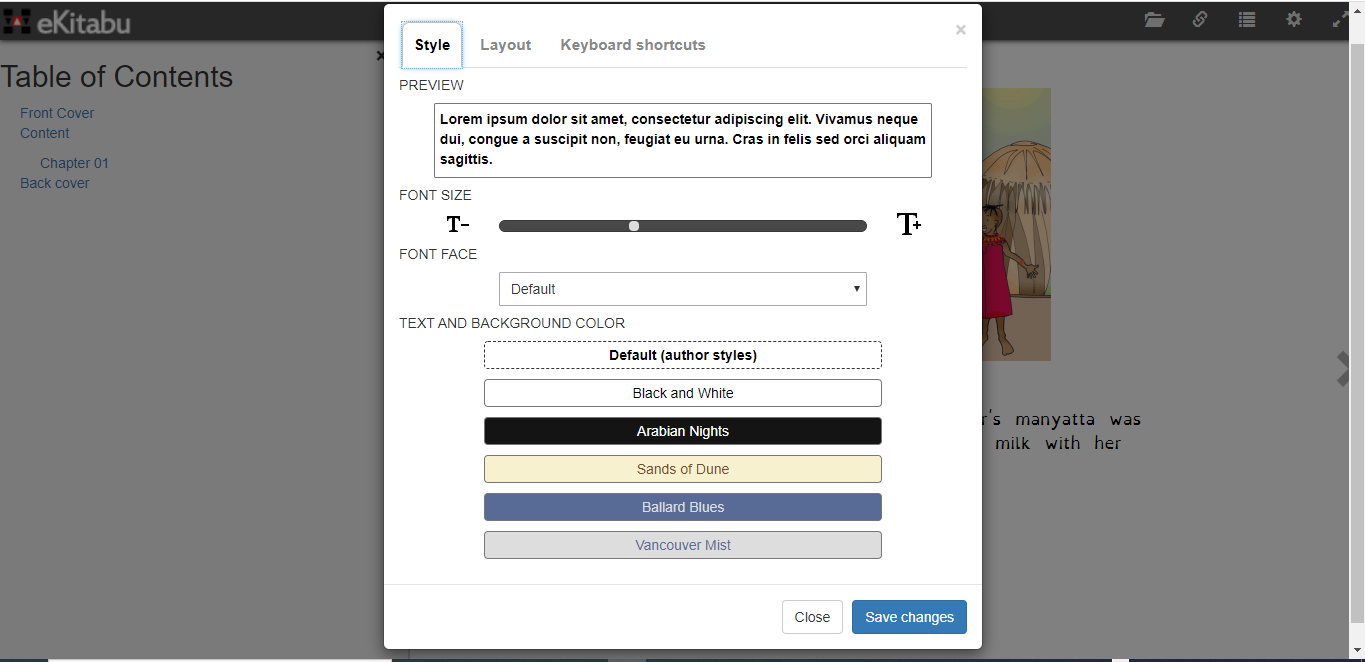 eKitabu
Table of Contents
Front Cover
Content
Chapter 01
Back cover
Style Layout Keyboard shortcuts ×
PREVIEW
Lorem ipsum dolor sit amet, consectetur adipiscing elit. Vivamus neque
dui, congue a suscipit non, feugiat eu urna. Cras in felis sed orci aliquam
sagittis.
FONT SIZE
T- T+
FONT FACE
Default
TEXT AND BACKGROUND COLOR
Default (author styles)
Black and White
Arabian Nights
Sands of Dune
Ballard Blues
Vancouver Mist
Close Save changes
r's manyatta was
milk with her